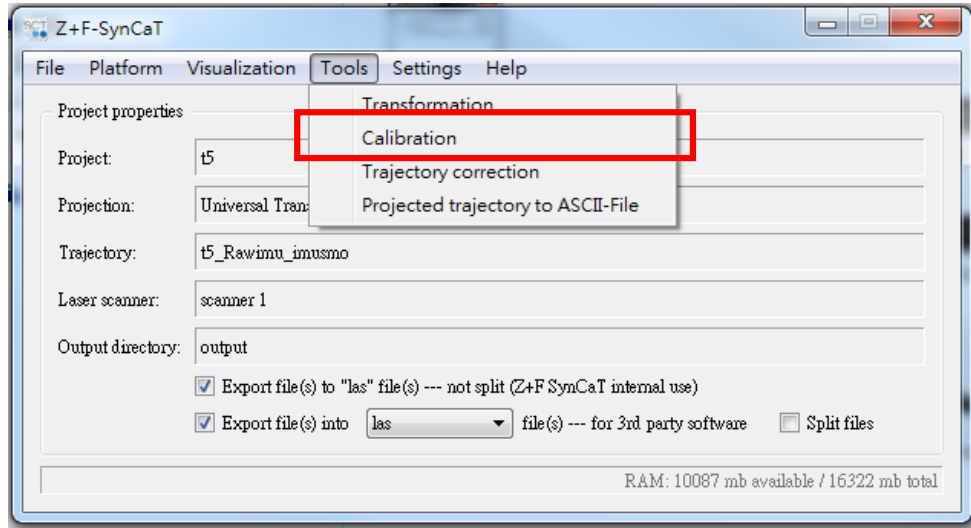 Z+F-SynCaT
File Platform Visualization Tools Settings Help
Transformation
Calibration
Trajectory correction
Projected trajectory to ASCII-File
Project properties
Project: t5
Projection: Universal Tran
Trajectory: t5_Rawimu_imusmo
Laser scanner: scanner 1
Output directory: output
Export file(s) to "las" file(s) --- not split (Z+F SynCaT internal use)
Export file(s) into las file(s) --- for 3rd party software Split files
RAM: 10087 mb available / 16322 mb total